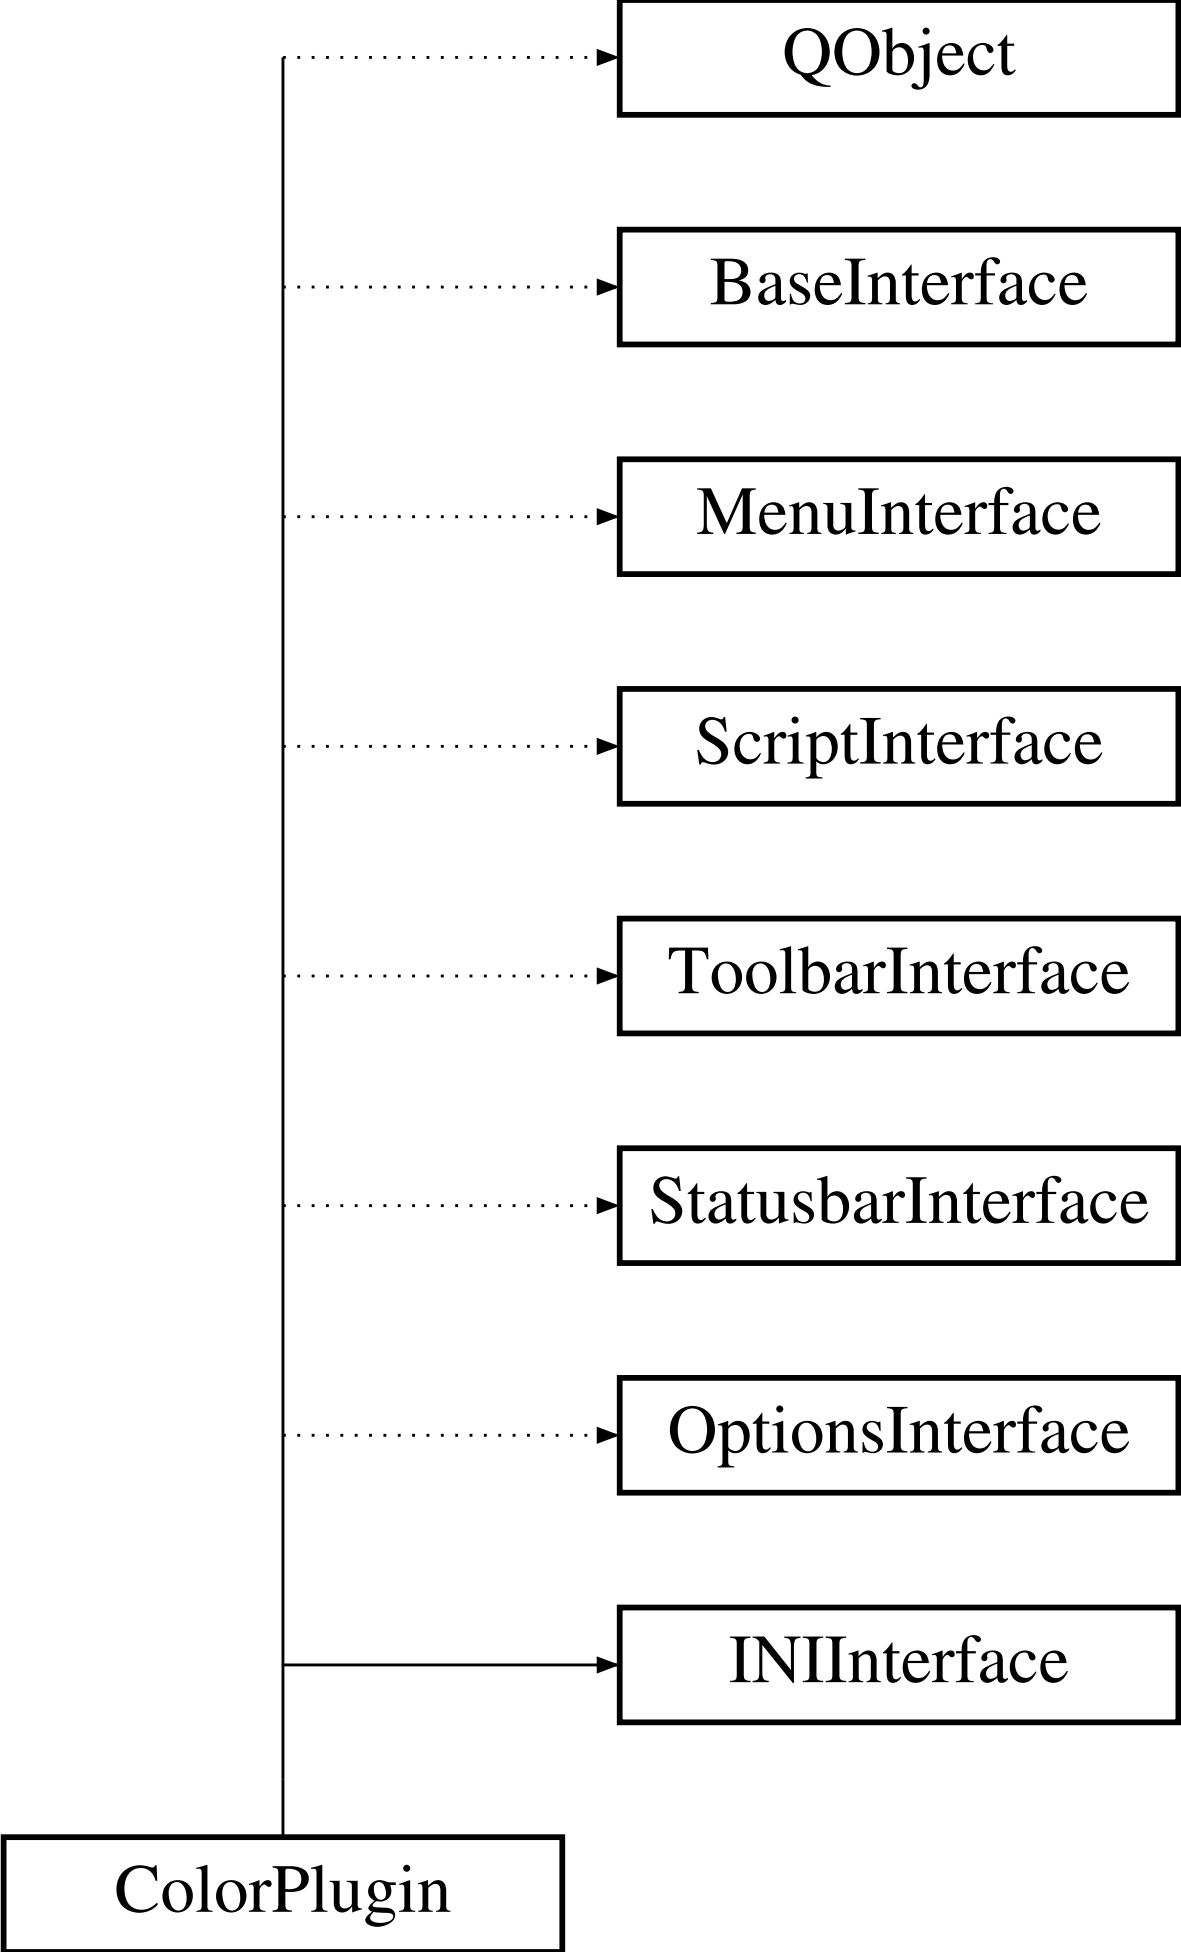 QObject
BaseInterface
MenuInterface
ScriptInterface
ToolbarInterface
StatusbarInterface
OptionsInterface
INIInterface
ColorPlugin